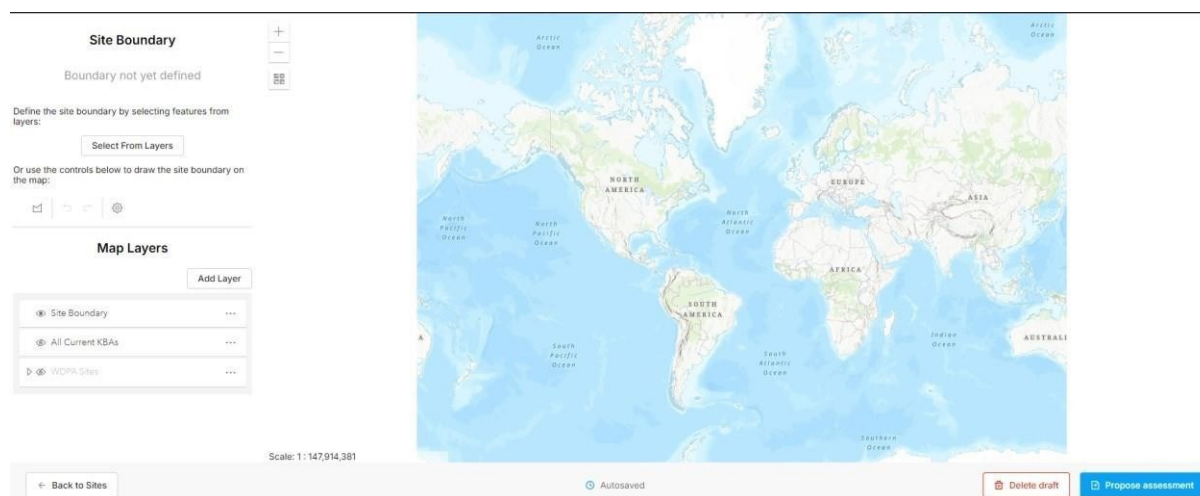 Site Boundary
Boundary not yet defined
Define the site boundary by selecting features from
layers:
Select From Layers
Or use the controls below to draw the site boundary on
the map:
Map Layers
Add Layer
Site Boundary
All Current KBAs
WDPA Sites
Arctic
Ocean
Arctic
Ocean
NORTH
AMERICA
EUROPE
ASIA
North
Pacific
Ocean
North
Pacific
Ocean
North
Atlantic
Ocean
AFRICA
SOUTH
AMERICA
A
South
Pacific
Ocean
South
Atlantic
Ocean
Indian
Ocean
AUSTRALI
Southern
Ocean
Scale: 1 : 147,914,381
← Back to Sites
Autosaved
Delete draft
Propose assessment